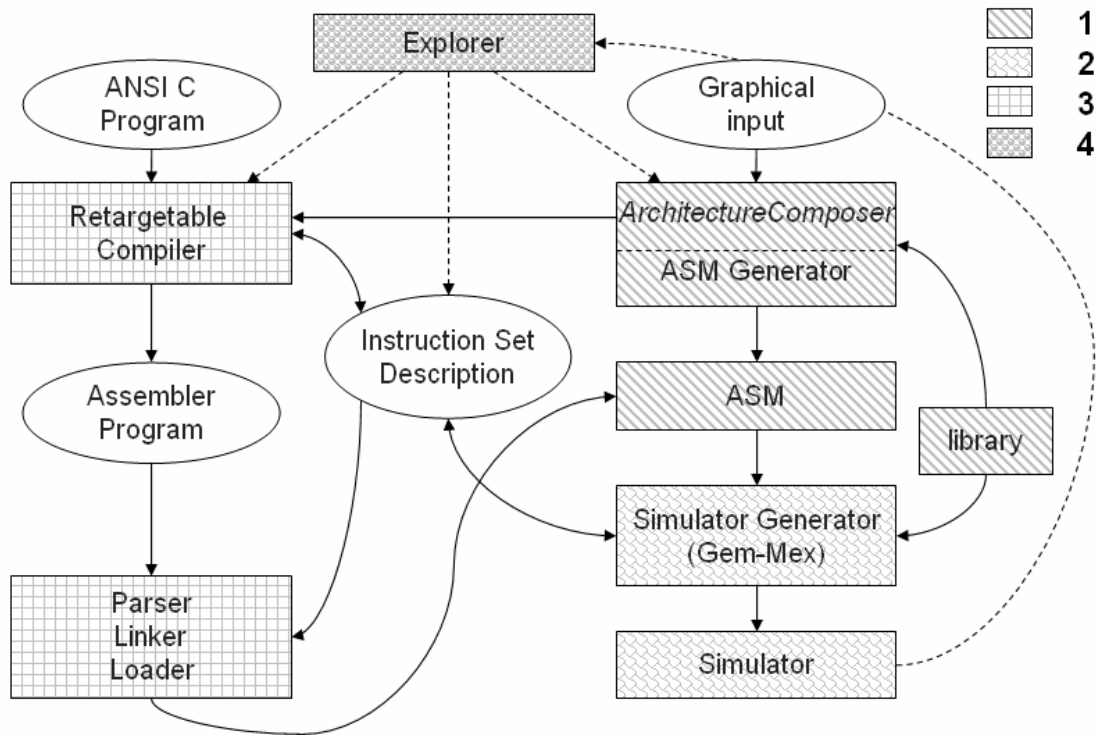 Explorer
1
2
3
4
ANSI C
Program
Graphical
input
Retargetable
Compiler
ArchitectureComposer
ASM Generator
Instruction Set
Description
Assembler
Program
ASM
library
Simulator Generator
(Gem-Mex)
Parser
Linker
Loader
Simulator